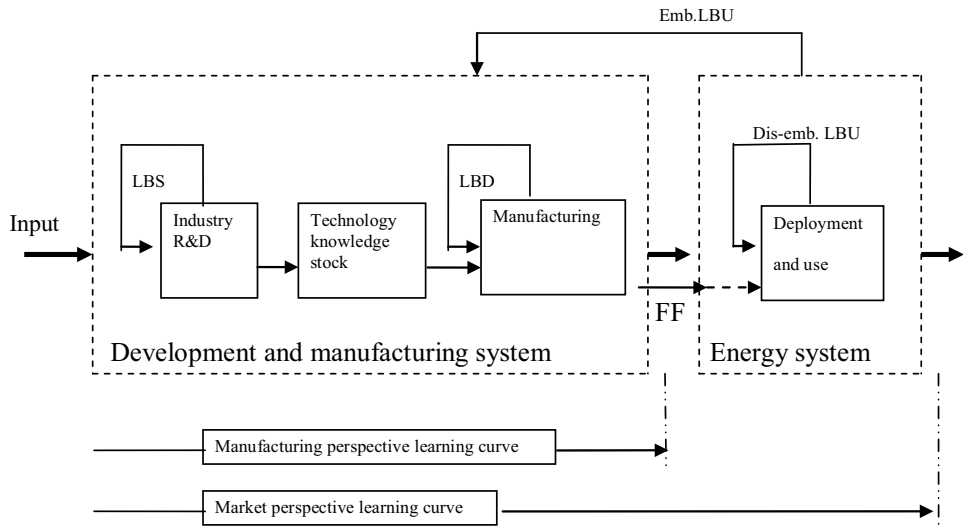 Emb.LBU
Dis-emb. LBU
LBS
LBD
Input
Industry
R&D
Technology
knowledge
stock
Manufacturing
Deployment
and use
FF
Development and manufacturing system
Energy system
Manufacturing perspective learning curve
Market perspective learning curve